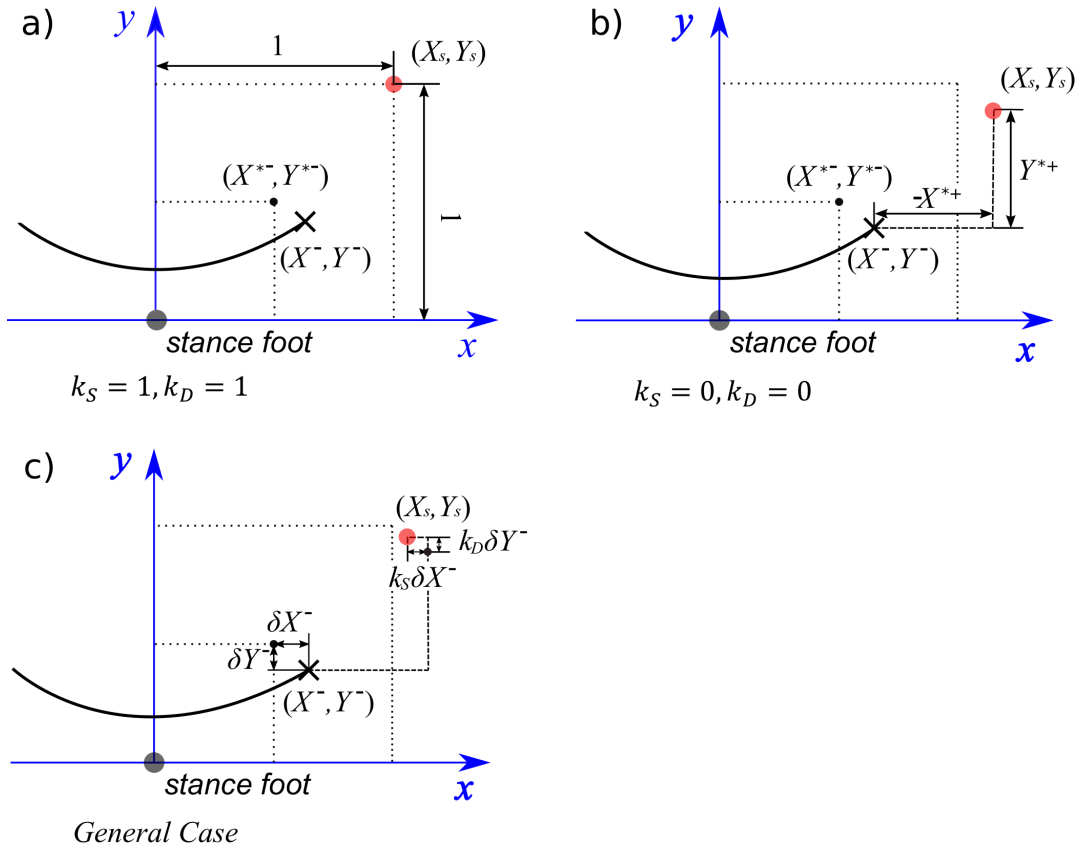 a)
y
1
(Xs, Ys)
(X*-, Y*-)
1
(X-, Y-)
stance foot
x
kS = 1, kD = 1
b)
y
(Xs, Ys)
(X*-, Y*-)
-X*+
Y*+
(X-, Y-)
stance foot
x
kS = 0, kD = 0
c)
y
(Xs, Ys)
kDδY-
kSδX-
δX-
δY-
(X-, Y-)
stance foot
x
General Case